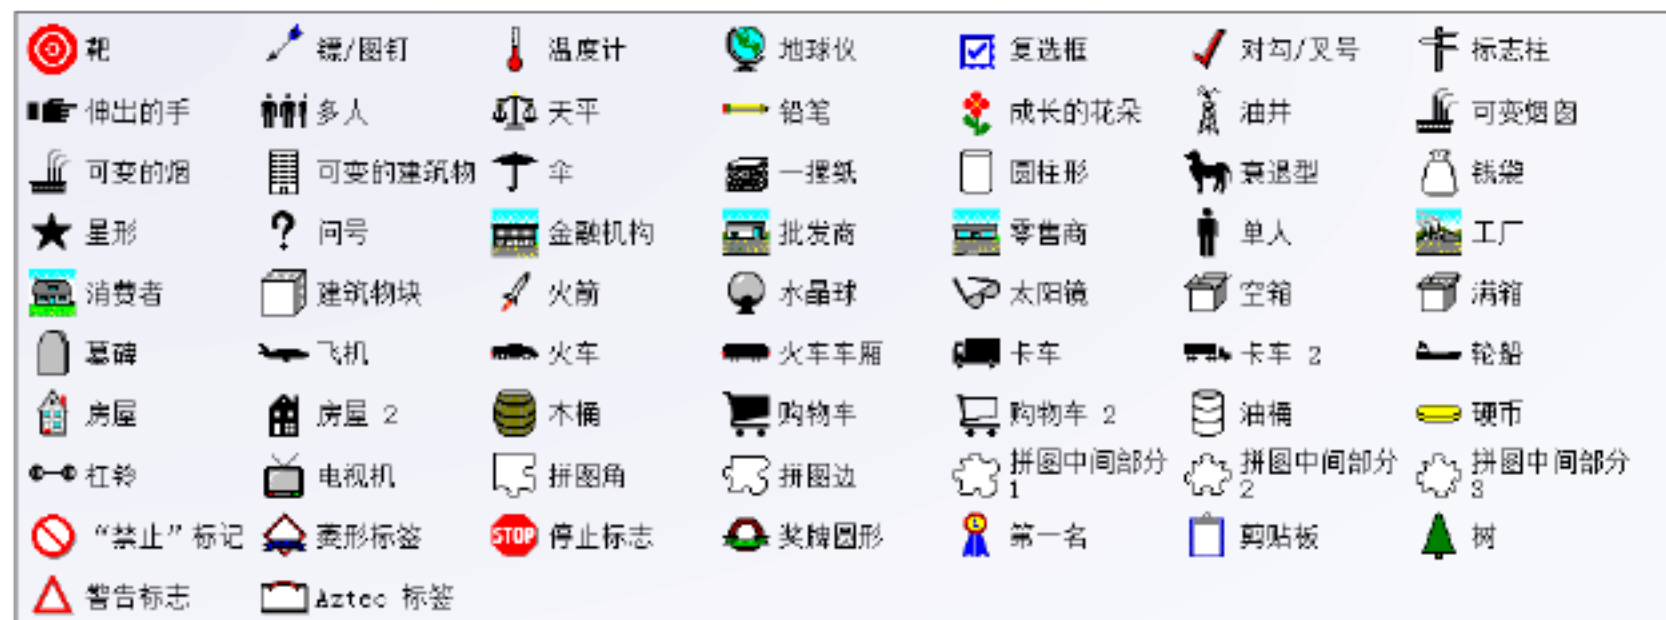 靶 镖/图钉 温度计 地球仪 复选框 对勾/叉号 标志柱
伸出的手 多人 天平 铅笔 成长的花朵 油井 可变烟囱
可变的烟 可变的建筑物 伞 一摞纸 圆柱形 衰退型 钱袋
星形 问号 金融机构 批发商 零售商 单人 工厂
消费者 建筑物块 火箭 水晶球 太阳镜 空箱 满箱
墓碑 飞机 火车 火车车厢 卡车 卡车 2 轮船
房屋 房屋 2 木桶 购物车 购物车 2 油桶 硬币
杠铃 电视机 拼图角 拼图边 拼图中间部分 1 拼图中间部分 2 拼图中间部分 3
“禁止”标记 菱形标签 STOP 停止标志 奖牌圆形 1 第一名 剪贴板 树
警告标志 Aztec 标签